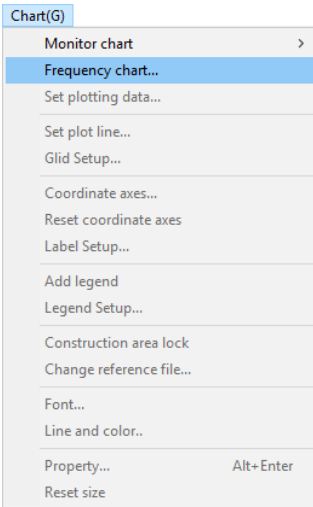 Chart(G)
Monitor chart >
Frequency chart...
Set plotting data...
Set plot line...
Glid Setup...
Coordinate axes...
Reset coordinate axes
Label Setup...
Add legend
Legend Setup...
Construction area lock
Change reference file...
Font...
Line and color..
Property... Alt+Enter
Reset size